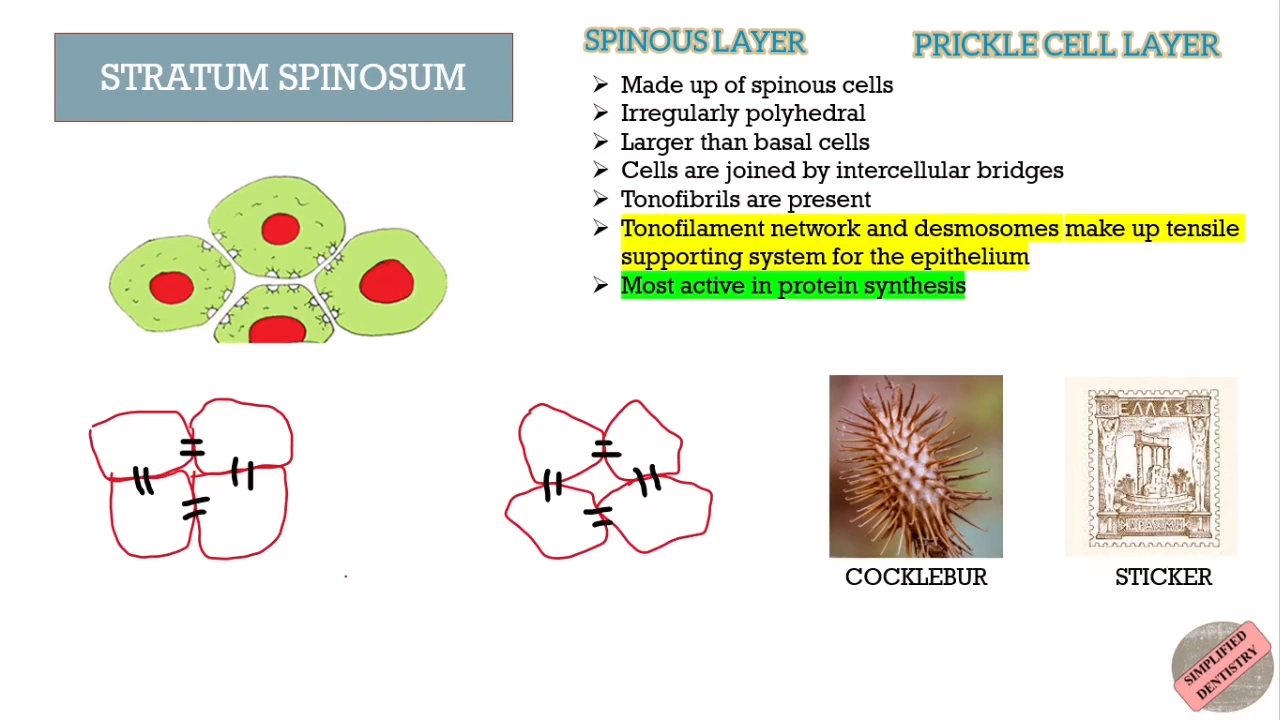 STRATUM SPINOSUM
SPINOUS LAYER
PRICKLE CELL LAYER
➤ Made up of spinous cells
➤ Irregularly polyhedral
➤ Larger than basal cells
➤ Cells are joined by intercellular bridges
➤ Tonofibrils are present
➤ Tonofilament network and desmosomes make up tensile
supporting system for the epithelium
➤ Most active in protein synthesis
ΕΛΛΑΣ
COCKLEBUR
STICKER
SIMPLIFIED
DENTISTRY